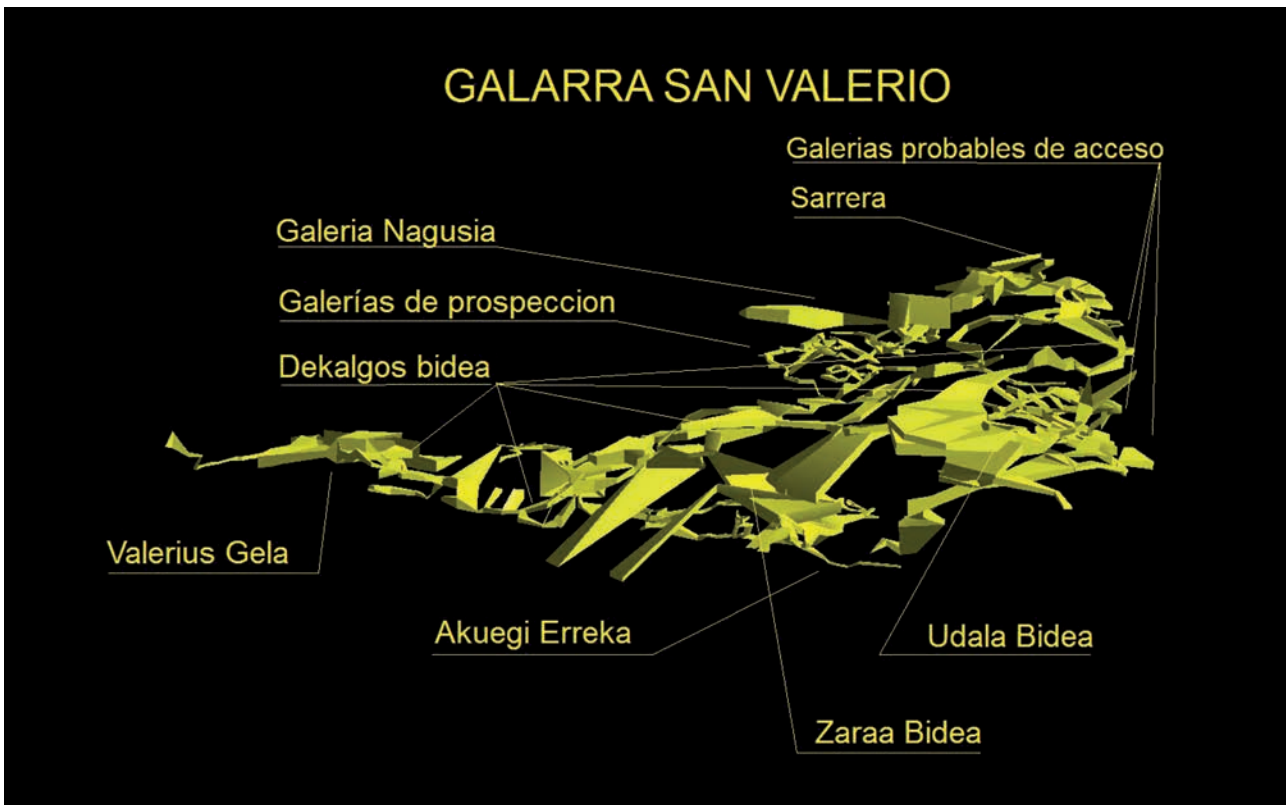 GALARRA SAN VALERIO
Galerias probables de acceso
Sarrera
Galeria Nagusia
Galerías de prospeccion
Dekalgos bidea
Valerius Gela
Akuegi Erreka
Udala Bidea
Zaraa Bidea